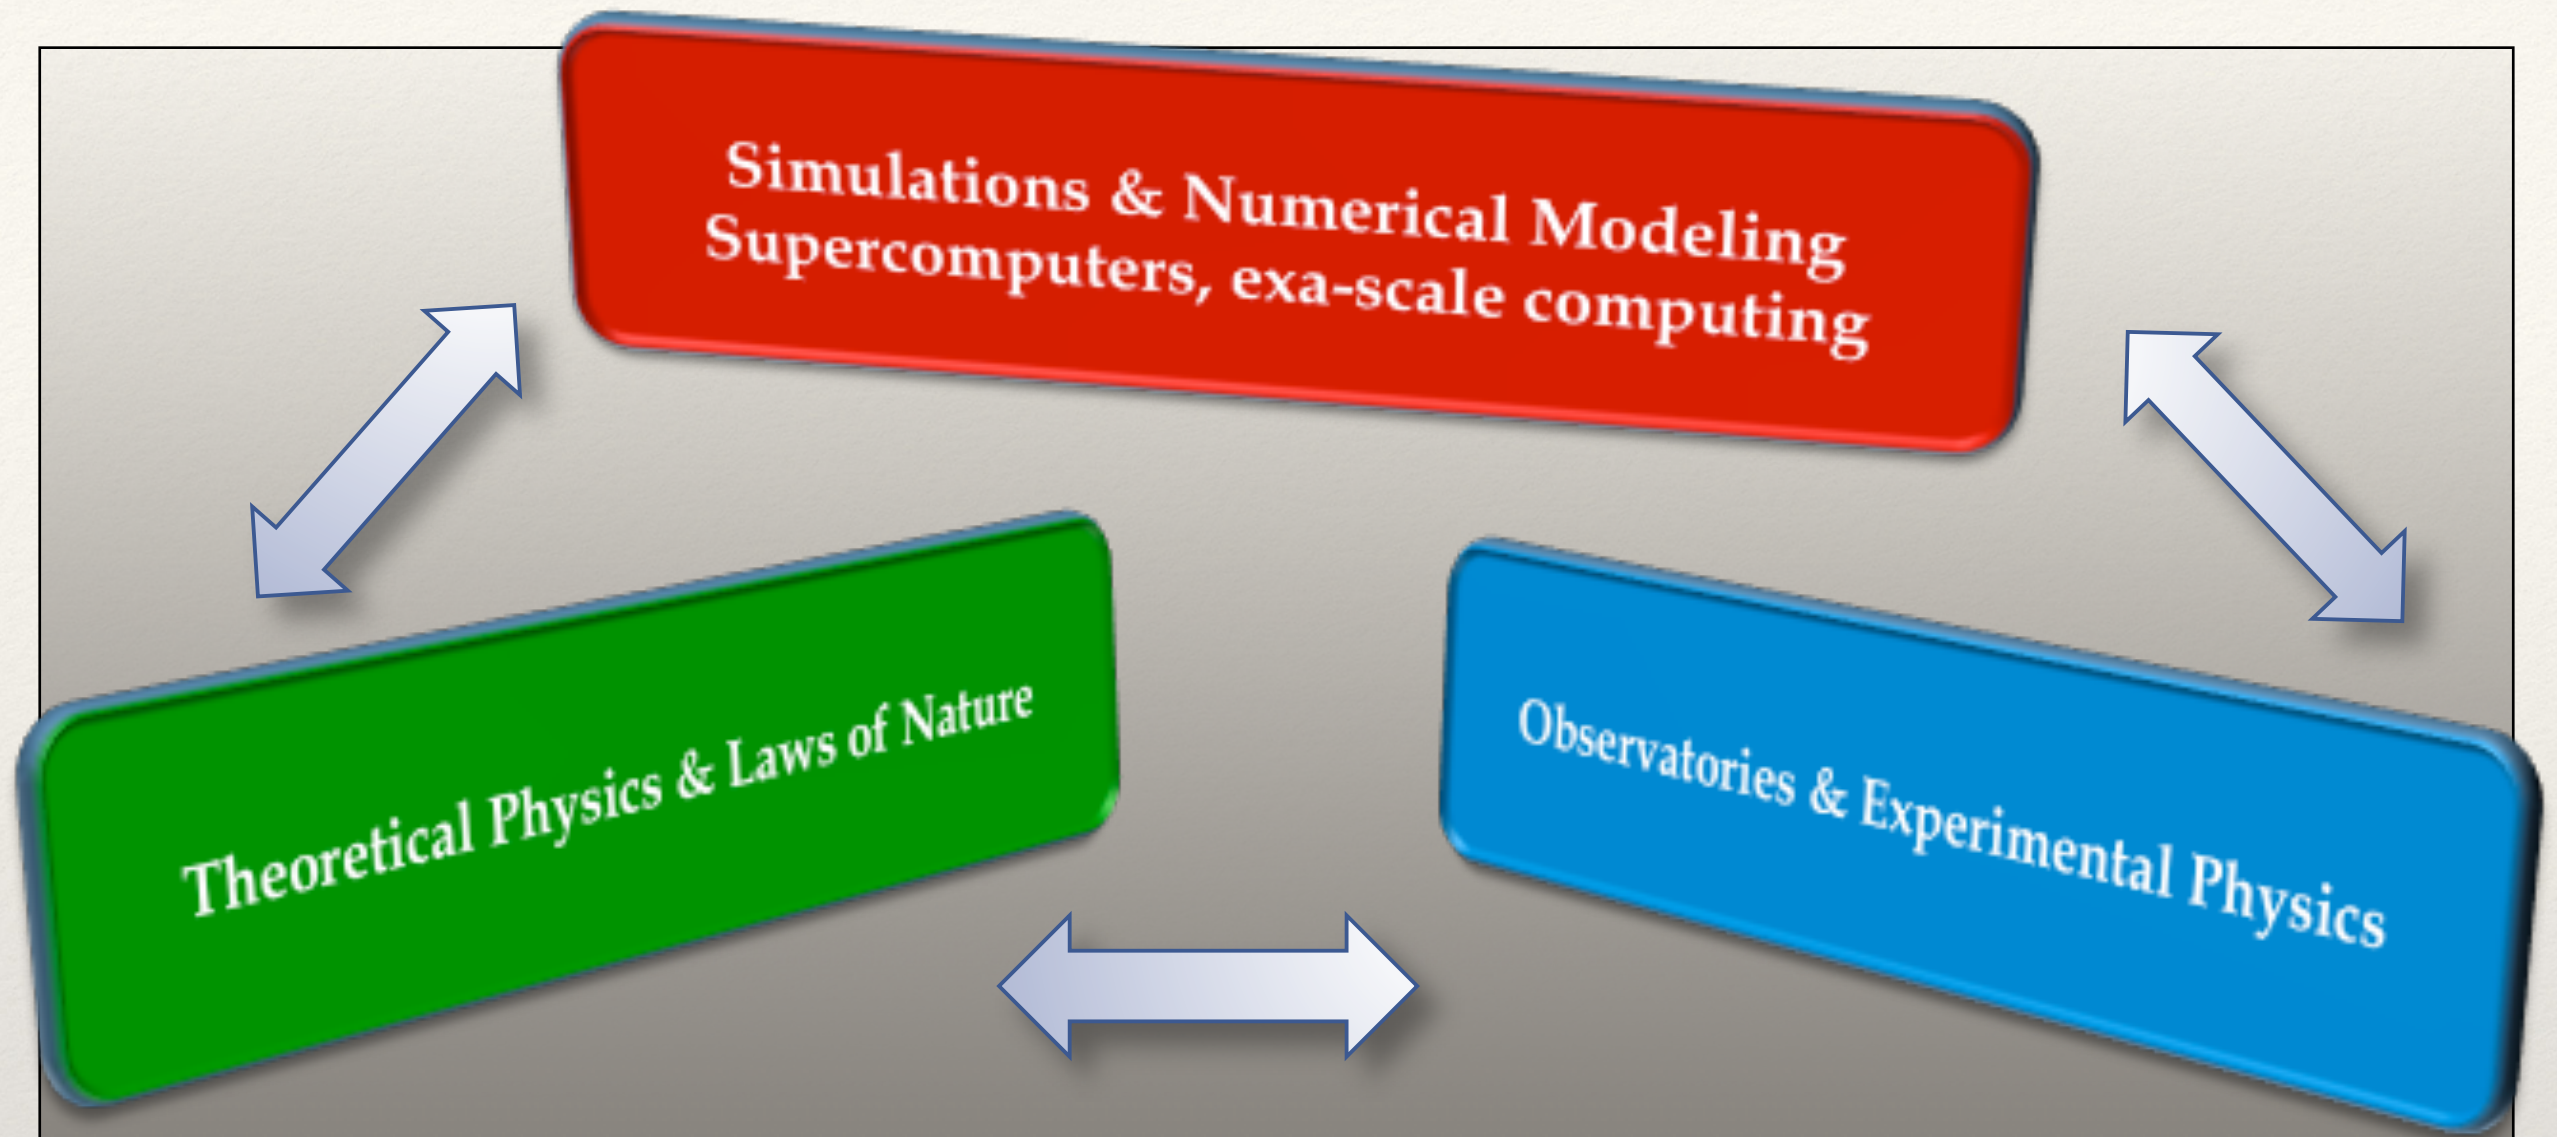 Simulations & Numerical Modeling
Supercomputers, exa-scale computing
Theoretical Physics & Laws of Nature
Observatories & Experimental Physics